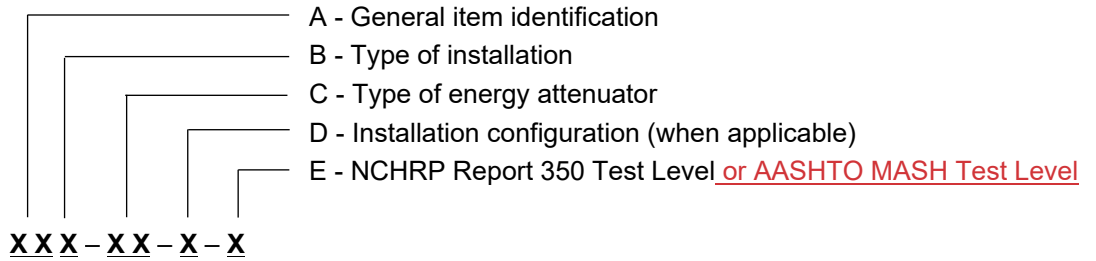 A - General item identification
B - Type of installation
C - Type of energy attenuator
D - Installation configuration (when applicable)
E - NCHRP Report 350 Test Level or AASHTO MASH Test Level
X X X – X X – X – X